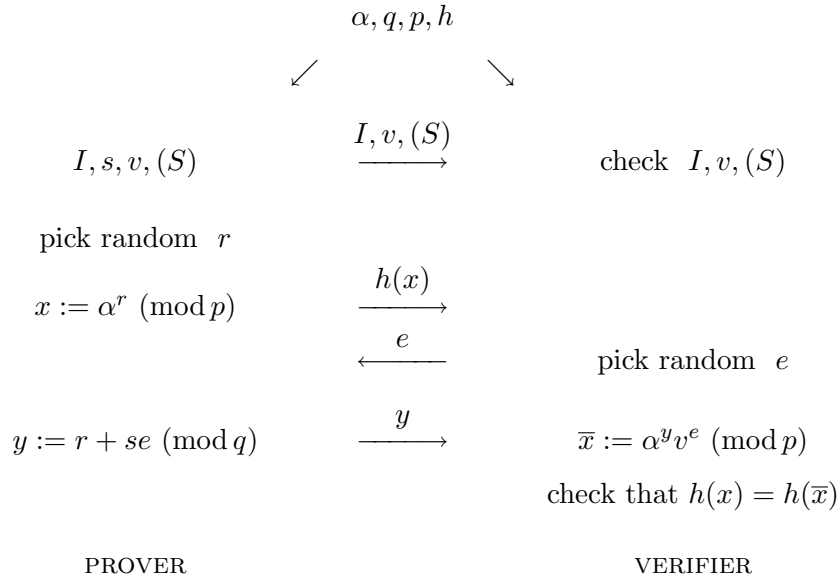 α, q, p, h
↙ ↘
I, s, v, (S) I, v, (S) ⟶ check I, v, (S)
pick random r
x := α^r (mod p) h(x) ⟶
e ⟵ pick random e
y := r + se (mod q) y ⟶ x̅ := α^y v^e (mod p)
check that h(x) = h(x̅)
PROVER VERIFIER